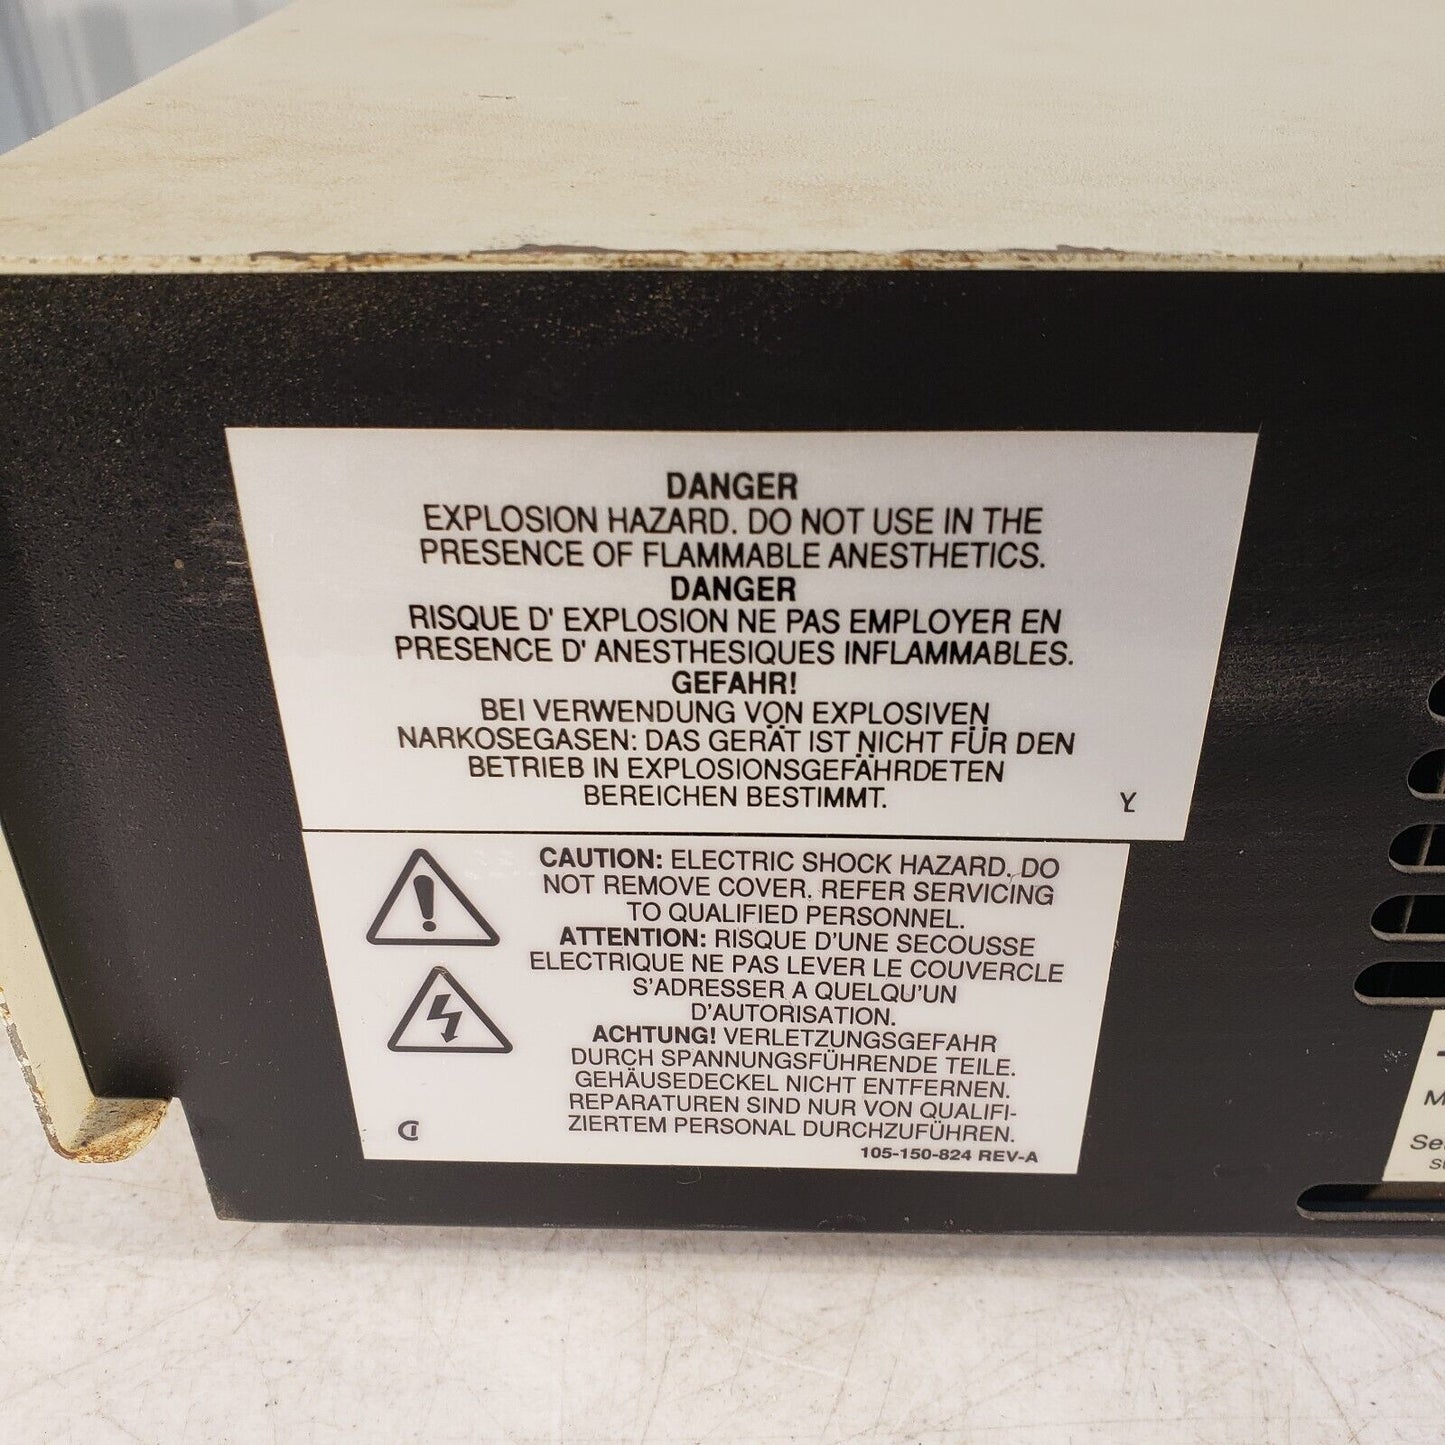 DANGER
EXPLOSION HAZARD. DO NOT USE IN THE
PRESENCE OF FLAMMABLE ANESTHETICS.
DANGER
RISQUE D' EXPLOSION NE PAS EMPLOYER EN
PRESENCE D' ANESTHESIQUES INFLAMMABLES.
GEFAHR!
BEI VERWENDUNG VON EXPLOSIVEN
NARKOSEGASEN: DAS GERÄT IST NICHT FÜR DEN
BETRIEB IN EXPLOSIONSGEFÄHRDETEN
BEREICHEN BESTIMMT.
CAUTION: ELECTRIC SHOCK HAZARD. DO
NOT REMOVE COVER. REFER SERVICING
TO QUALIFIED PERSONNEL.
ATTENTION: RISQUE D'UNE SECOUSSE
ELECTRIQUE NE PAS LEVER LE COUVERCLE
S'ADRESSER A QUELQU'UN
D'AUTORISATION.
ACHTUNG! VERLETZUNGSGEFAHR
DURCH SPANNUNGSFÜHRENDE TEILE.
GEHÄUSEDECKEL NICHT ENTFERNEN.
REPARATUREN SIND NUR VON QUALIFI-
ZIERTEM PERSONAL DURCHZUFÜHREN.
105-150-824 REV-A